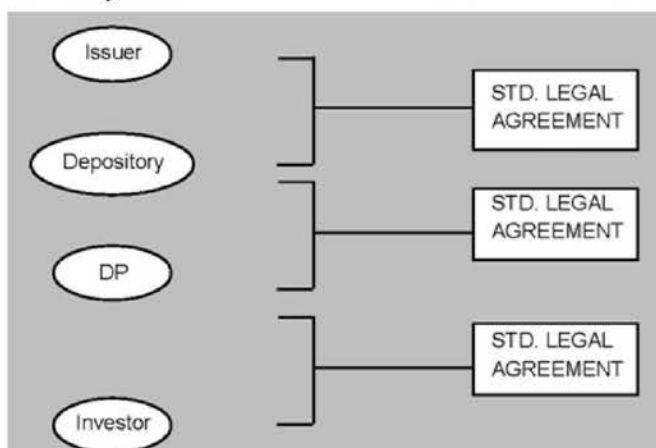 Issuer
STD. LEGAL
AGREEMENT
Depository
STD. LEGAL
AGREEMENT
DP
STD. LEGAL
AGREEMENT
Investor